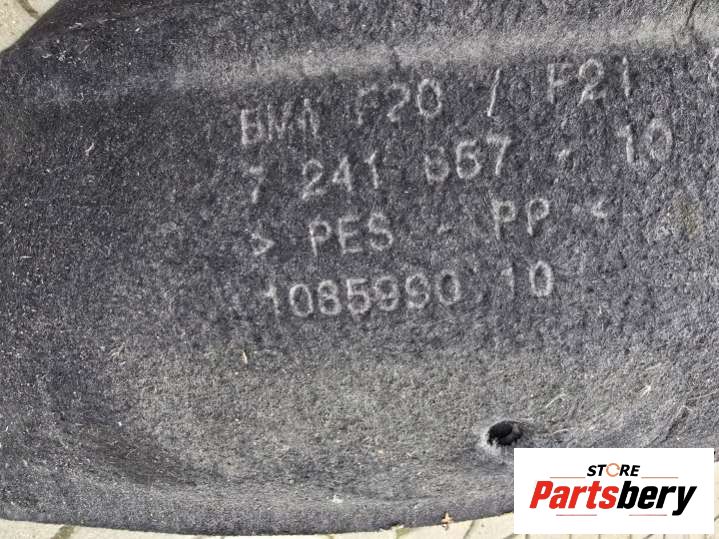 BMW F20 / F21
7 241 857 - 10
> PES - PP <
1085990 10
STORE
Partsbery